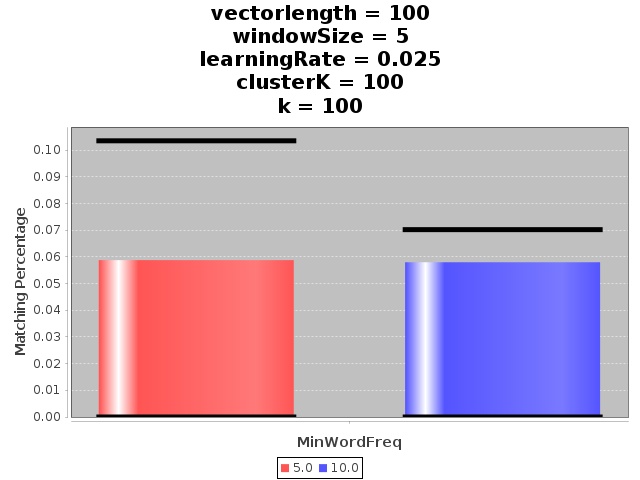 vectorlength = 100
windowSize = 5
learningRate = 0.025
clusterK = 100
k = 100
Matching Percentage
0.10
0.09
0.08
0.07
0.06
0.05
0.04
0.03
0.02
0.01
0.00
MinWordFreq
5.0 10.0